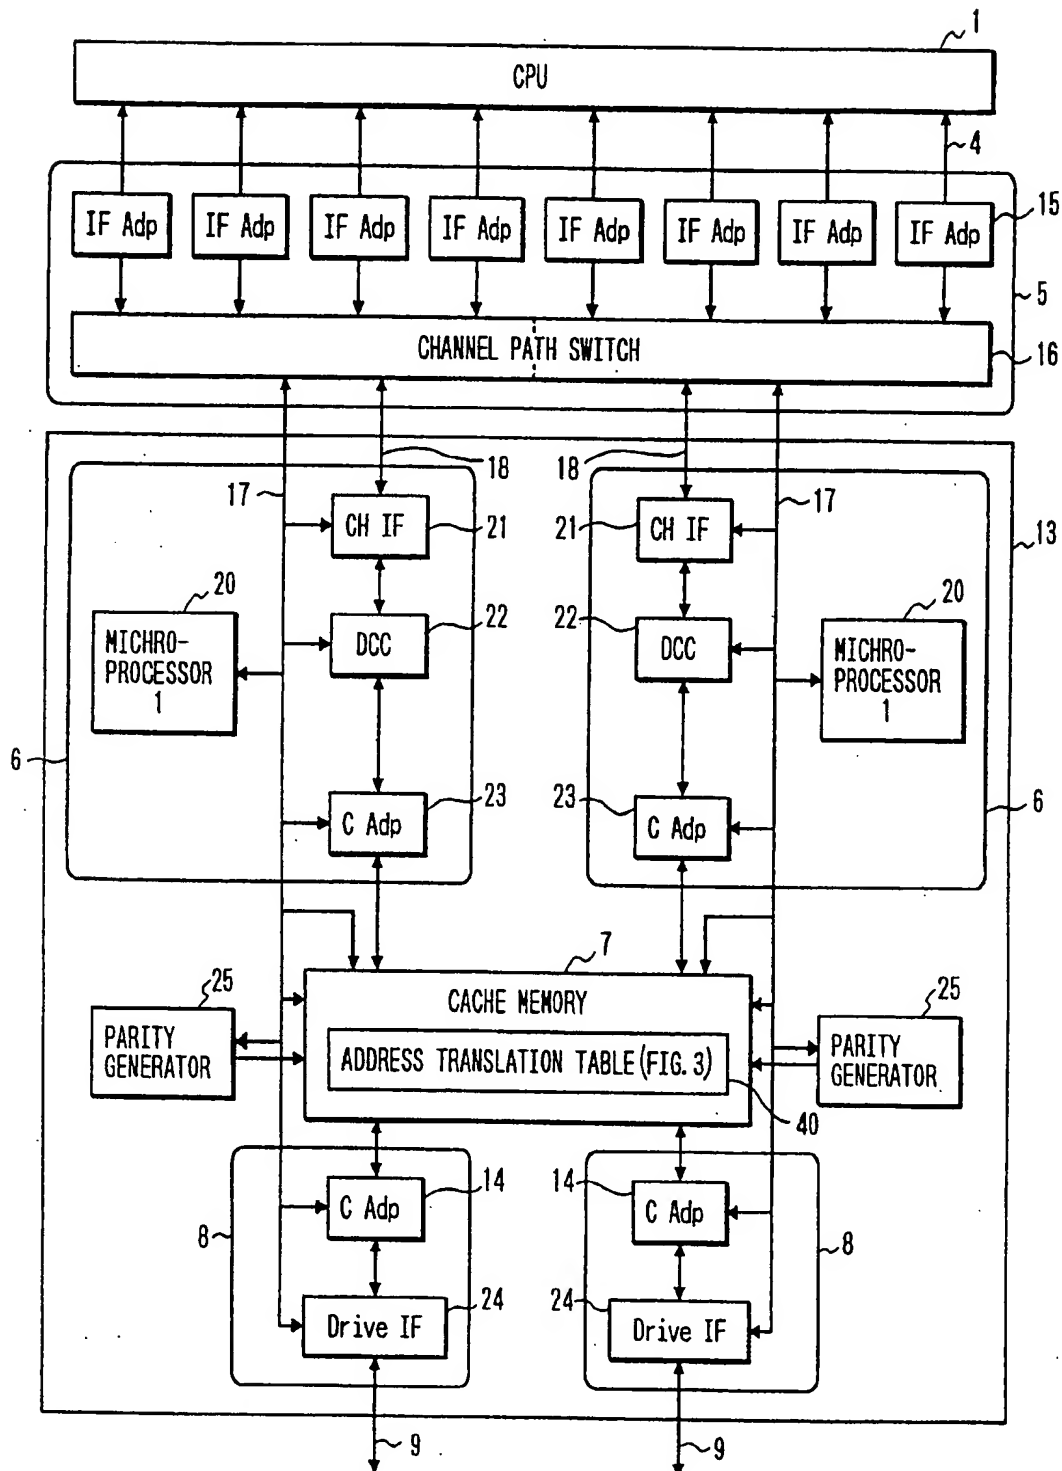 1
CPU
4
IF Adp IF Adp IF Adp IF Adp IF Adp IF Adp IF Adp IF Adp
15
5
CHANNEL PATH SWITCH
16
17 18 18 17
CH IF 21 21 CH IF
13
20 20
MICHRO-
PROCESSOR
1
DCC 22 22 DCC
MICHRO-
PROCESSOR
1
6 6
C Adp 23 23 C Adp
7
CACHE MEMORY
25 25
PARITY
GENERATOR
ADDRESS TRANSLATION TABLE (FIG. 3)
PARITY
GENERATOR
40
C Adp 14 14 C Adp
8 8
Drive IF 24 24 Drive IF
9 9